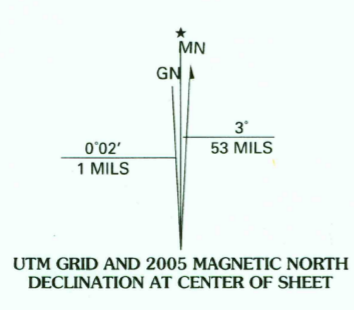 ★
MN
GN
3°
53 MILS
0°02′
1 MILS
UTM GRID AND 2005 MAGNETIC NORTH
DECLINATION AT CENTER OF SHEET